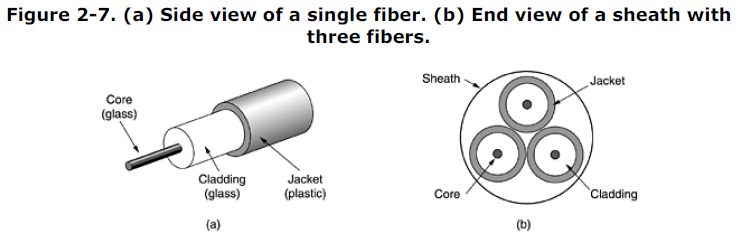 Figure 2-7. (a) Side view of a single fiber. (b) End view of a sheath with
three fibers.
Core
(glass)
Cladding
(glass)
Jacket
(plastic)
(a)
Sheath
Jacket
Core
Cladding
(b)